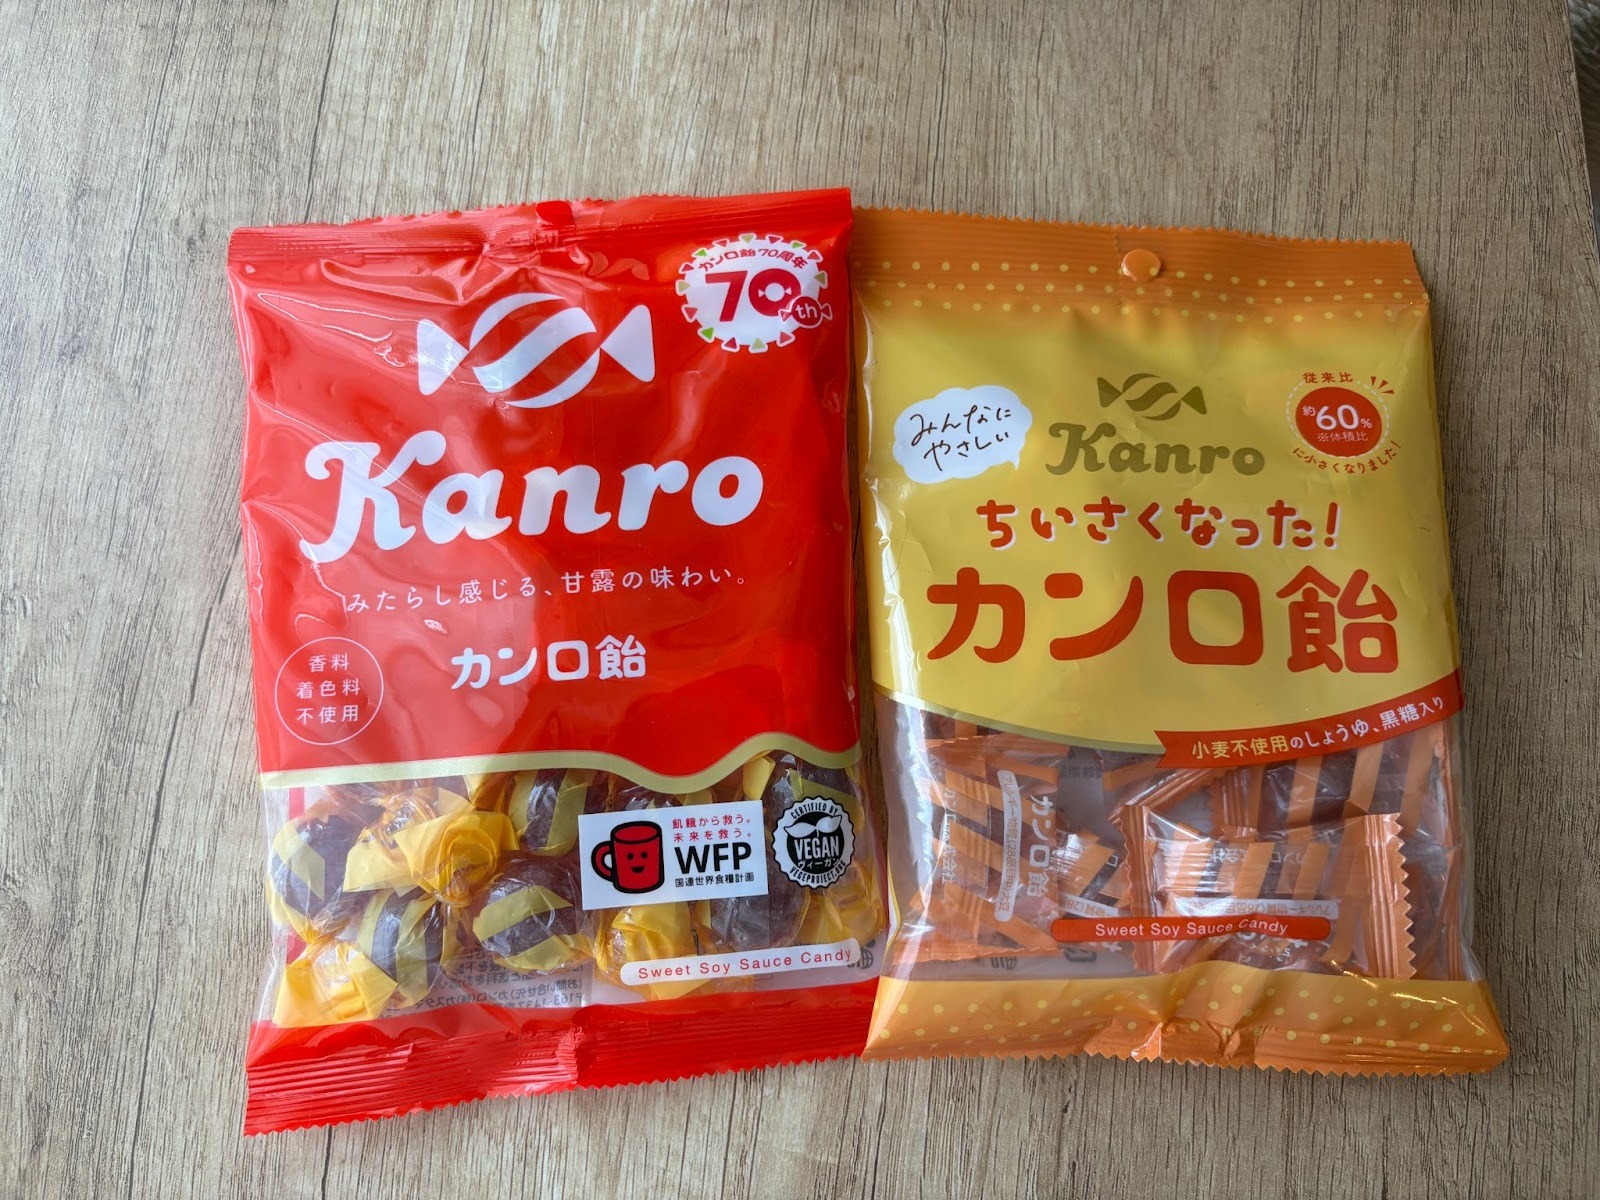 カンロ飴70周年
70th
Kanro
みたらし感じる、甘露の味わい。
カンロ飴
香料
着色料
不使用
飢餓から救う。
未来を救う。
WFP
国連世界食糧計画
CERTIFIED BY
VEGAN
ヴィーガン
VEGEPROJECT.ORG
Sweet Soy Sauce Candy
みんなに
やさしい
Kanro
従来比
約60%
※体積比
に小さくなりました!
ちいさくなった!
カンロ飴
小麦不使用のしょうゆ、黒糖入り
カンロ飴
Sweet Soy Sauce Candy